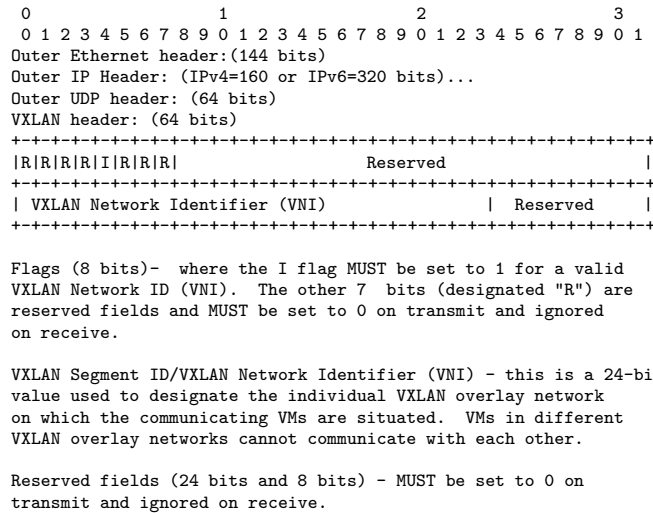 0                   1                   2                   3
0 1 2 3 4 5 6 7 8 9 0 1 2 3 4 5 6 7 8 9 0 1 2 3 4 5 6 7 8 9 0 1
Outer Ethernet header:(144 bits)
Outer IP Header: (IPv4=160 or IPv6=320 bits)...
Outer UDP header: (64 bits)
VXLAN header: (64 bits)
+-+-+-+-+-+-+-+-+-+-+-+-+-+-+-+-+-+-+-+-+-+-+-+-+-+-+-+-+-+-+-+-+
|R|R|R|R|I|R|R|R|                   Reserved                    |
+-+-+-+-+-+-+-+-+-+-+-+-+-+-+-+-+-+-+-+-+-+-+-+-+-+-+-+-+-+-+-+-+
| VXLAN Network Identifier (VNI)                |  Reserved     |
+-+-+-+-+-+-+-+-+-+-+-+-+-+-+-+-+-+-+-+-+-+-+-+-+-+-+-+-+-+-+-+-+
Flags (8 bits)-  where the I flag MUST be set to 1 for a valid
VXLAN Network ID (VNI).  The other 7  bits (designated "R") are
reserved fields and MUST be set to 0 on transmit and ignored
on receive.
VXLAN Segment ID/VXLAN Network Identifier (VNI) - this is a 24-bi
value used to designate the individual VXLAN overlay network
on which the communicating VMs are situated.  VMs in different
VXLAN overlay networks cannot communicate with each other.
Reserved fields (24 bits and 8 bits) - MUST be set to 0 on
transmit and ignored on receive.